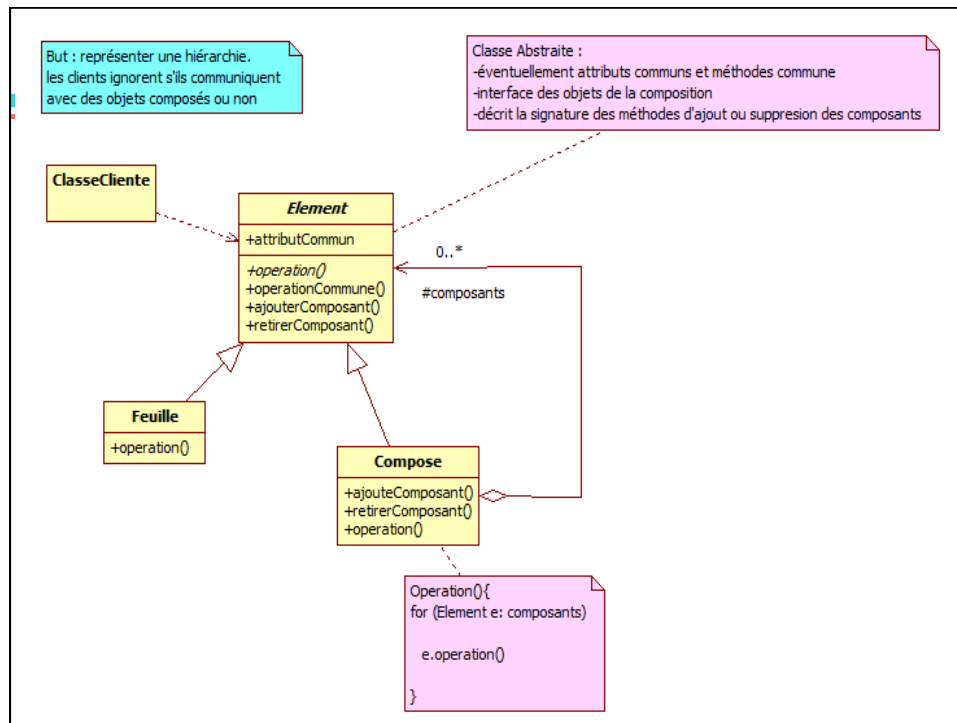 But : représenter une hiérarchie.
les clients ignorent s'ils communiquent
avec des objets composés ou non
Classe Abstraite :
-éventuellement attributs communs et méthodes commune
-interface des objets de la composition
-décrit la signature des méthodes d'ajout ou suppresion des composants
ClasseCliente
Element
+attributCommun
+operation()
+operationCommune()
+ajouterComposant()
+retirerComposant()
0..*
#composants
Feuille
+operation()
Compose
+ajouteComposant()
+retirerComposant()
+operation()
Operation(){
for (Element e: composants)
e.operation()
}